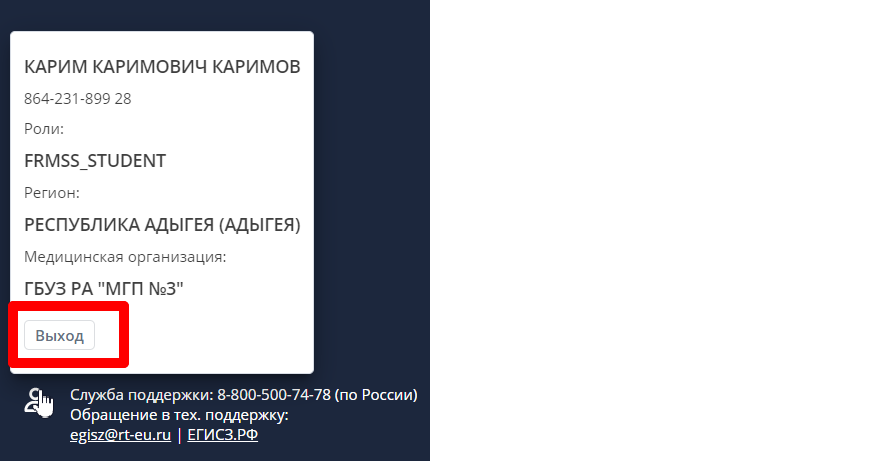 КАРИМ КАРИМОВИЧ КАРИМОВ
864-231-899 28
Роли:
FRMSS_STUDENT
Регион:
РЕСПУБЛИКА АДЫГЕЯ (АДЫГЕЯ)
Медицинская организация:
ГБУЗ РА "МГП №3"
Выход
Служба поддержки: 8-800-500-74-78 (по России)
Обращение в тех. поддержку:
egisz@rt-eu.ru | ЕГИСЗ.РФ